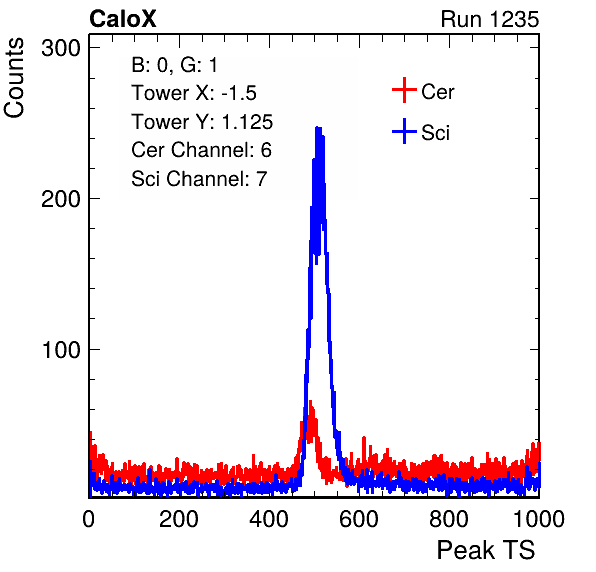 CaloX Run 1235
Counts
300
200
100
B: 0, G: 1
Tower X: -1.5
Tower Y: 1.125
Cer Channel: 6
Sci Channel: 7
Cer
Sci
0 200 400 600 800 1000
Peak TS